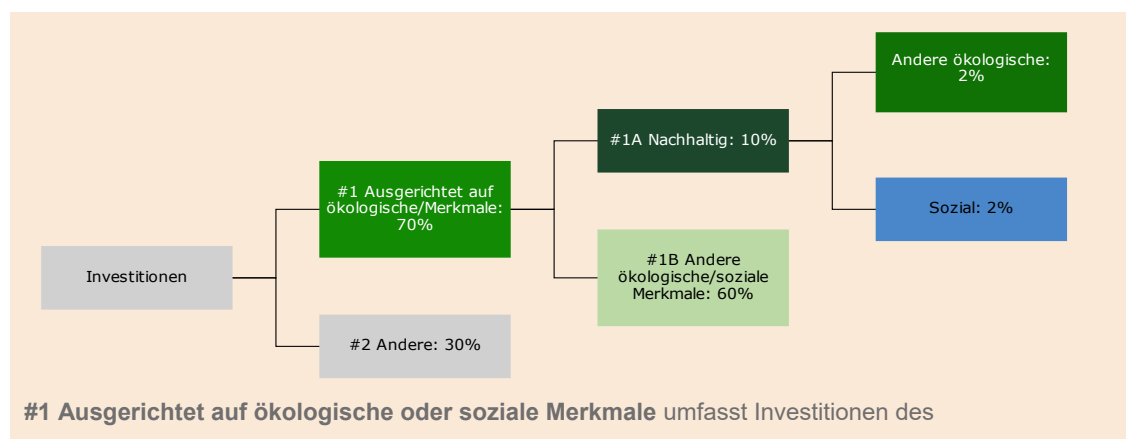 Andere ökologische:
2%
#1A Nachhaltig: 10%
#1 Ausgerichtet auf
ökologische/Merkmale:
70%
Sozial: 2%
Investitionen
#1B Andere
ökologische/soziale
Merkmale: 60%
#2 Andere: 30%
#1 Ausgerichtet auf ökologische oder soziale Merkmale umfasst Investitionen des